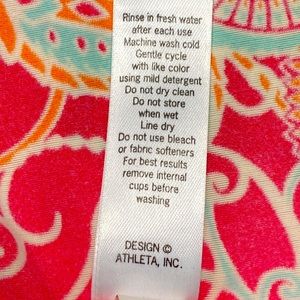 Rinse in fresh water
after each use
Machine wash cold
Gentle cycle
with like color
using mild detergent
Do not dry clean
Do not store
when wet
Line dry
Do not use bleach
or fabric softeners
For best results
remove internal
cups before
washing
DESIGN ©
ATHLETA, INC.